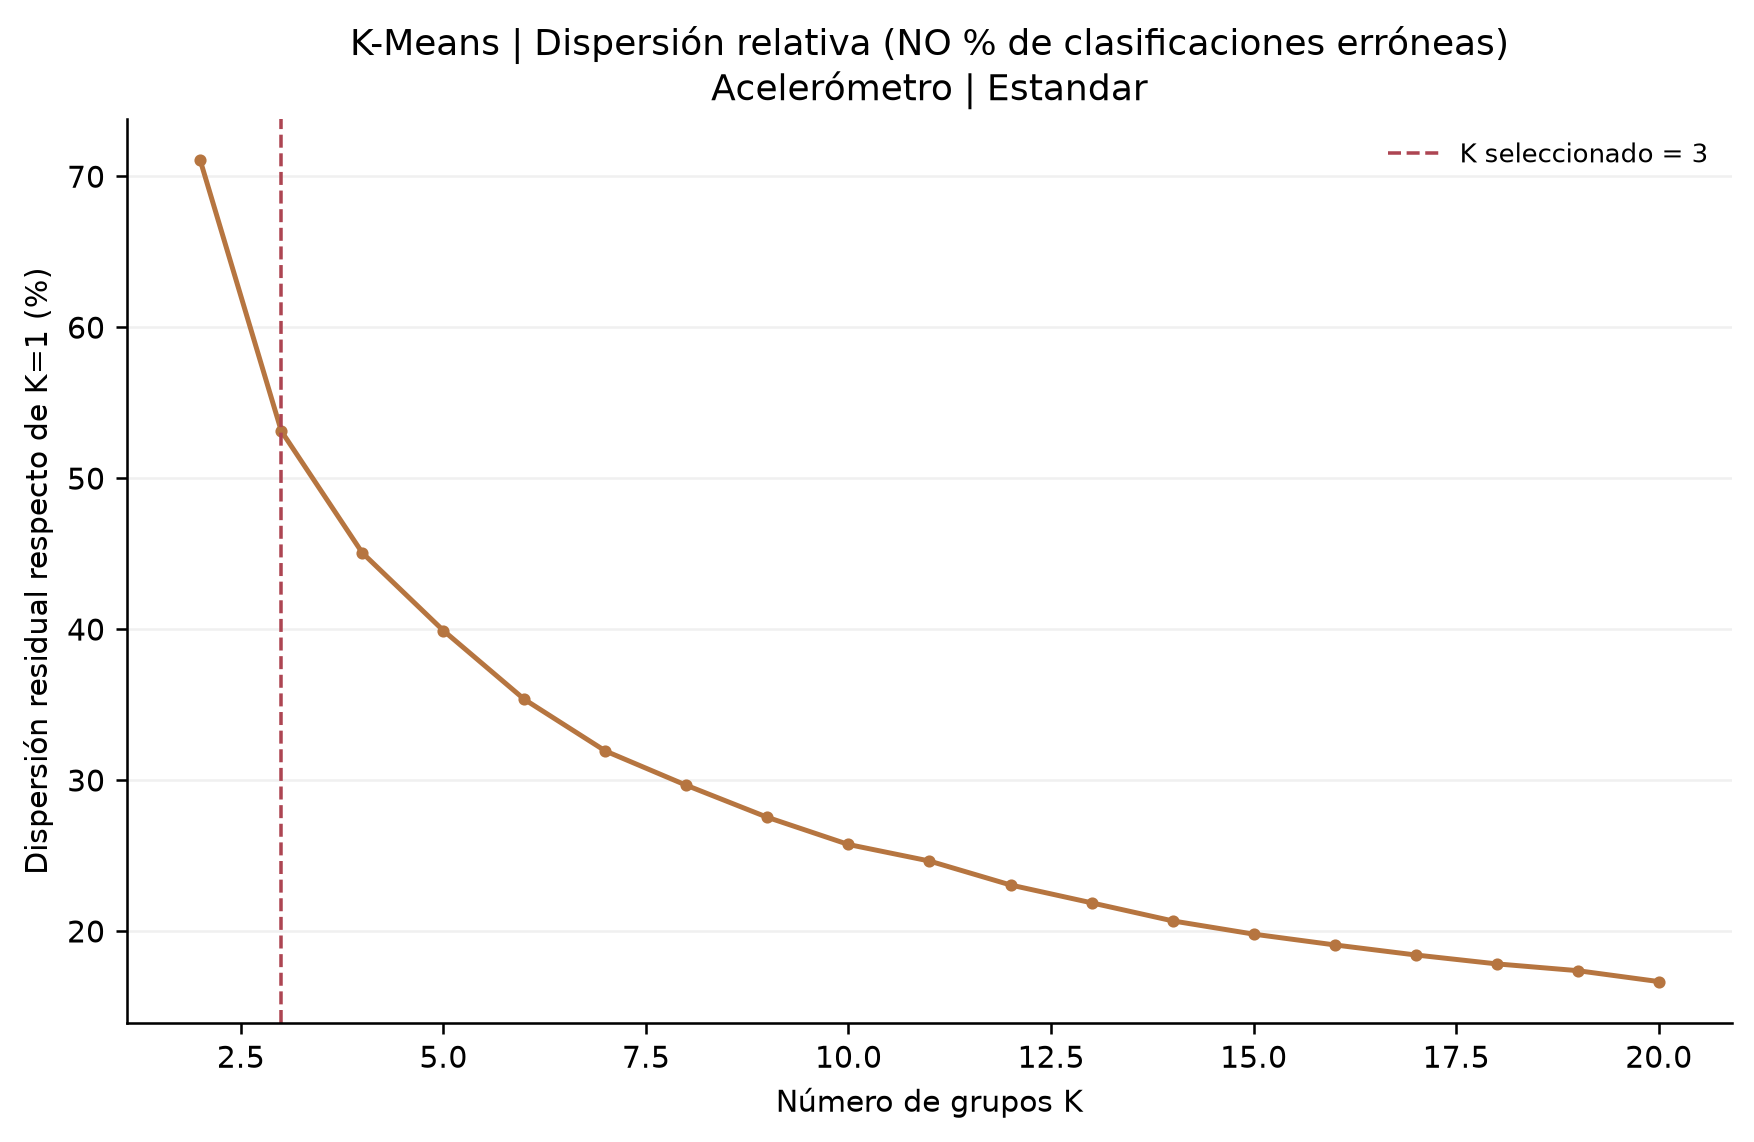 K-Means | Dispersión relativa (NO % de clasificaciones erróneas)
Acelerómetro | Estandar
K seleccionado = 3
Dispersión residual respecto de K=1 (%)
70
60
50
40
30
20
2.5 5.0 7.5 10.0 12.5 15.0 17.5 20.0
Número de grupos K